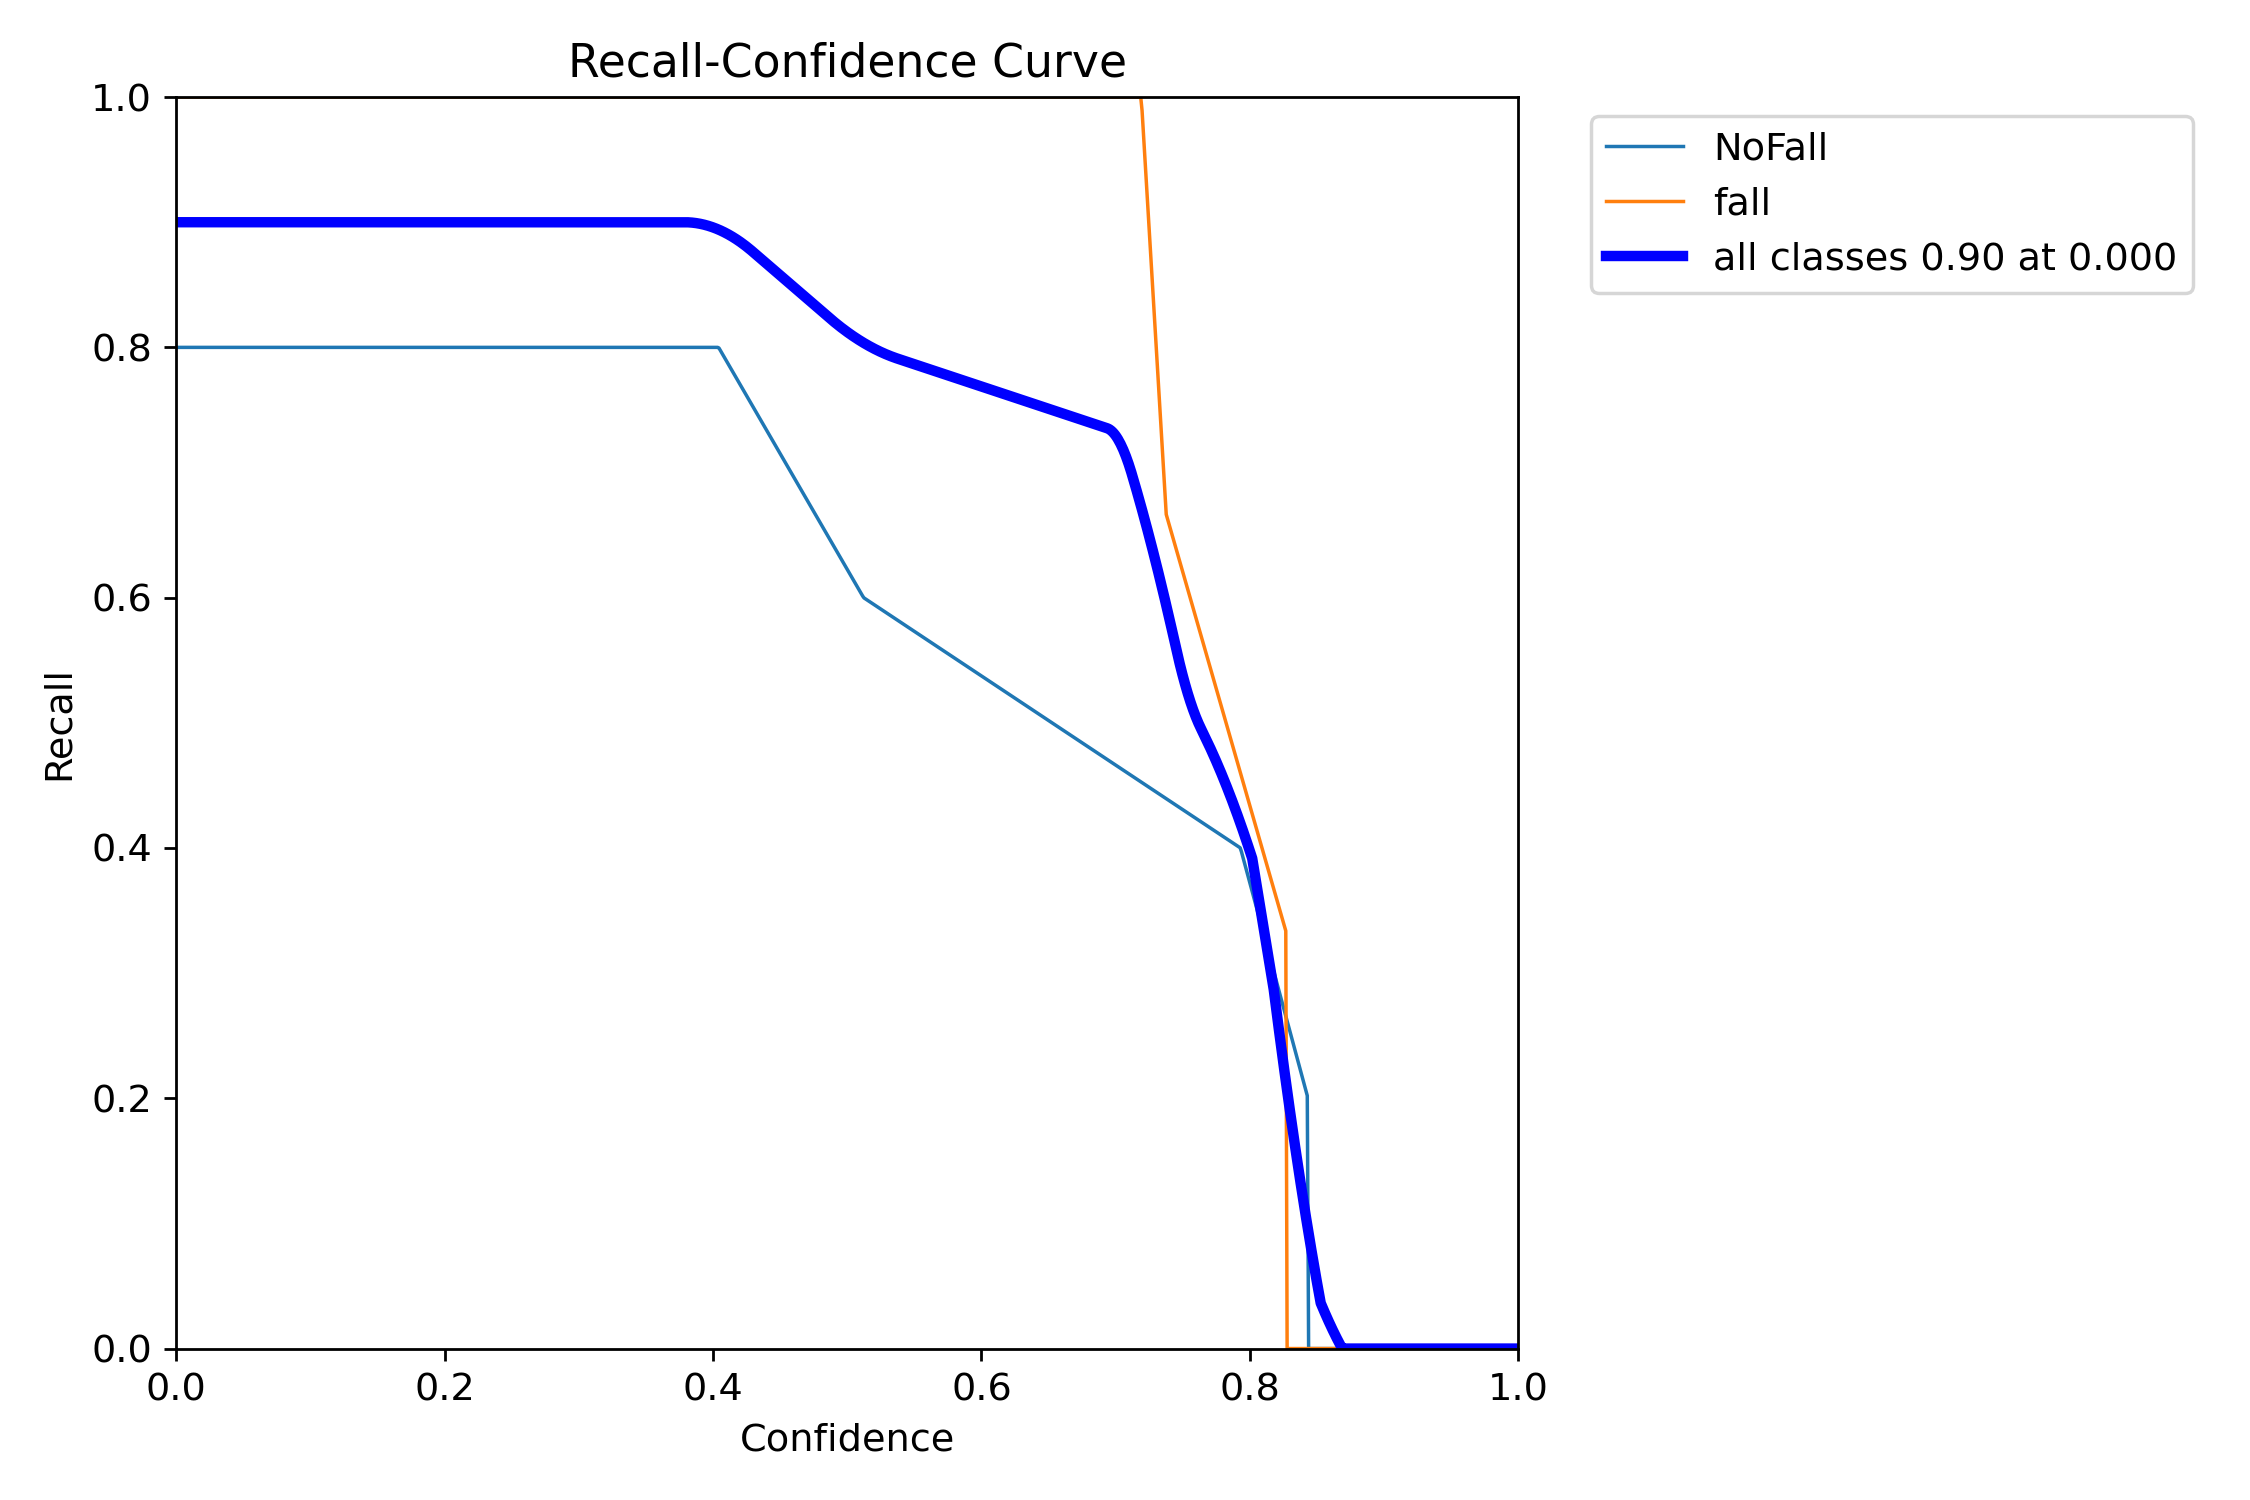 Recall-Confidence Curve
1.0
0.8
0.6
0.4
0.2
0.0
Recall
0.0 0.2 0.4 0.6 0.8 1.0
Confidence
NoFall
fall
all classes 0.90 at 0.000